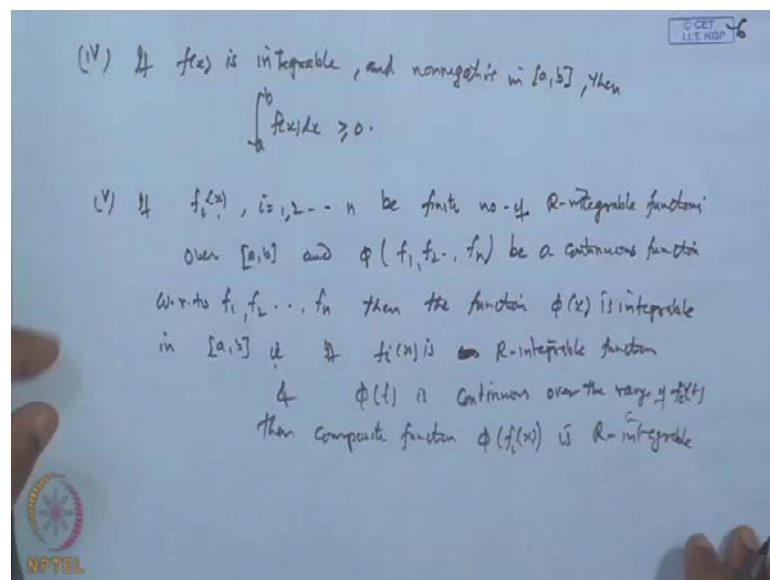 C CET
I.I.T. KGP 6
(IV) If f(x) is integrable, and nonnegative in [a,b], then
∫_a^b f(x)dx ≥ 0.
(V) If f_i(x), i=1,2-- n be finite no. of R-integrable functions
over [a,b] and φ(f_1, f_2.., f_n) be a continuous function
w.r.to f_1, f_2 ..., f_n then the function φ(x) is integrable
in [a,b] ie If f_i(x) is R-integrable function
& φ(t) is continuous over the range of
then composite function φ(f_i(x)) is R-integrable
NPTEL